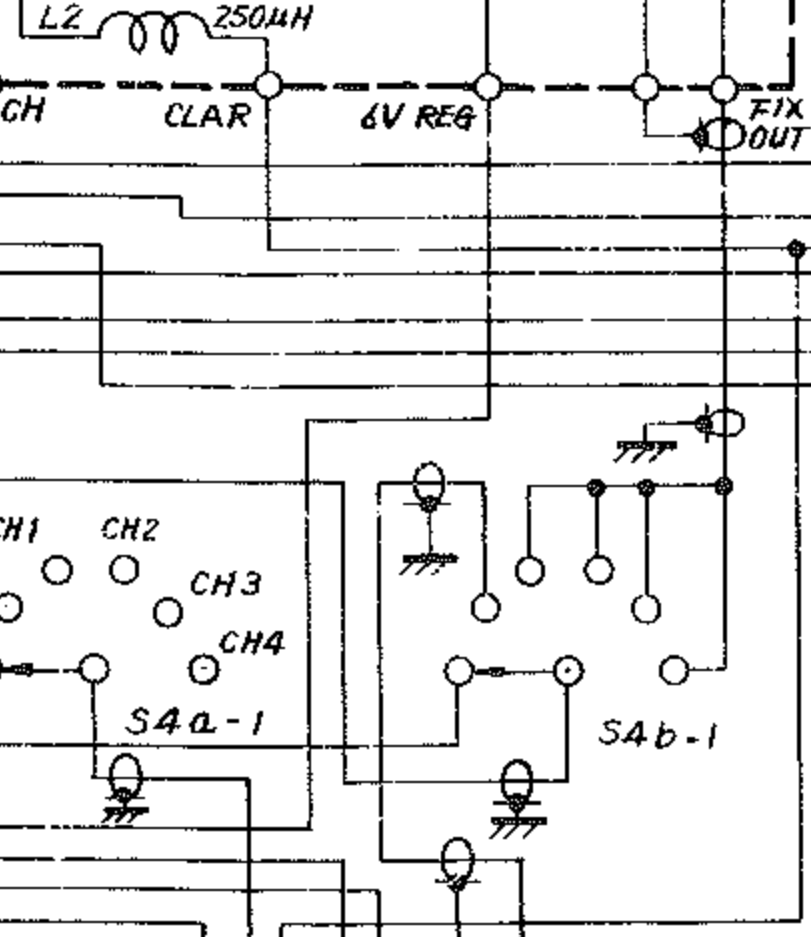 L2 250µH
CH CLAR 6V REG FIX
OUT
CH2
CH3
CH4
S4a-1
S4b-1